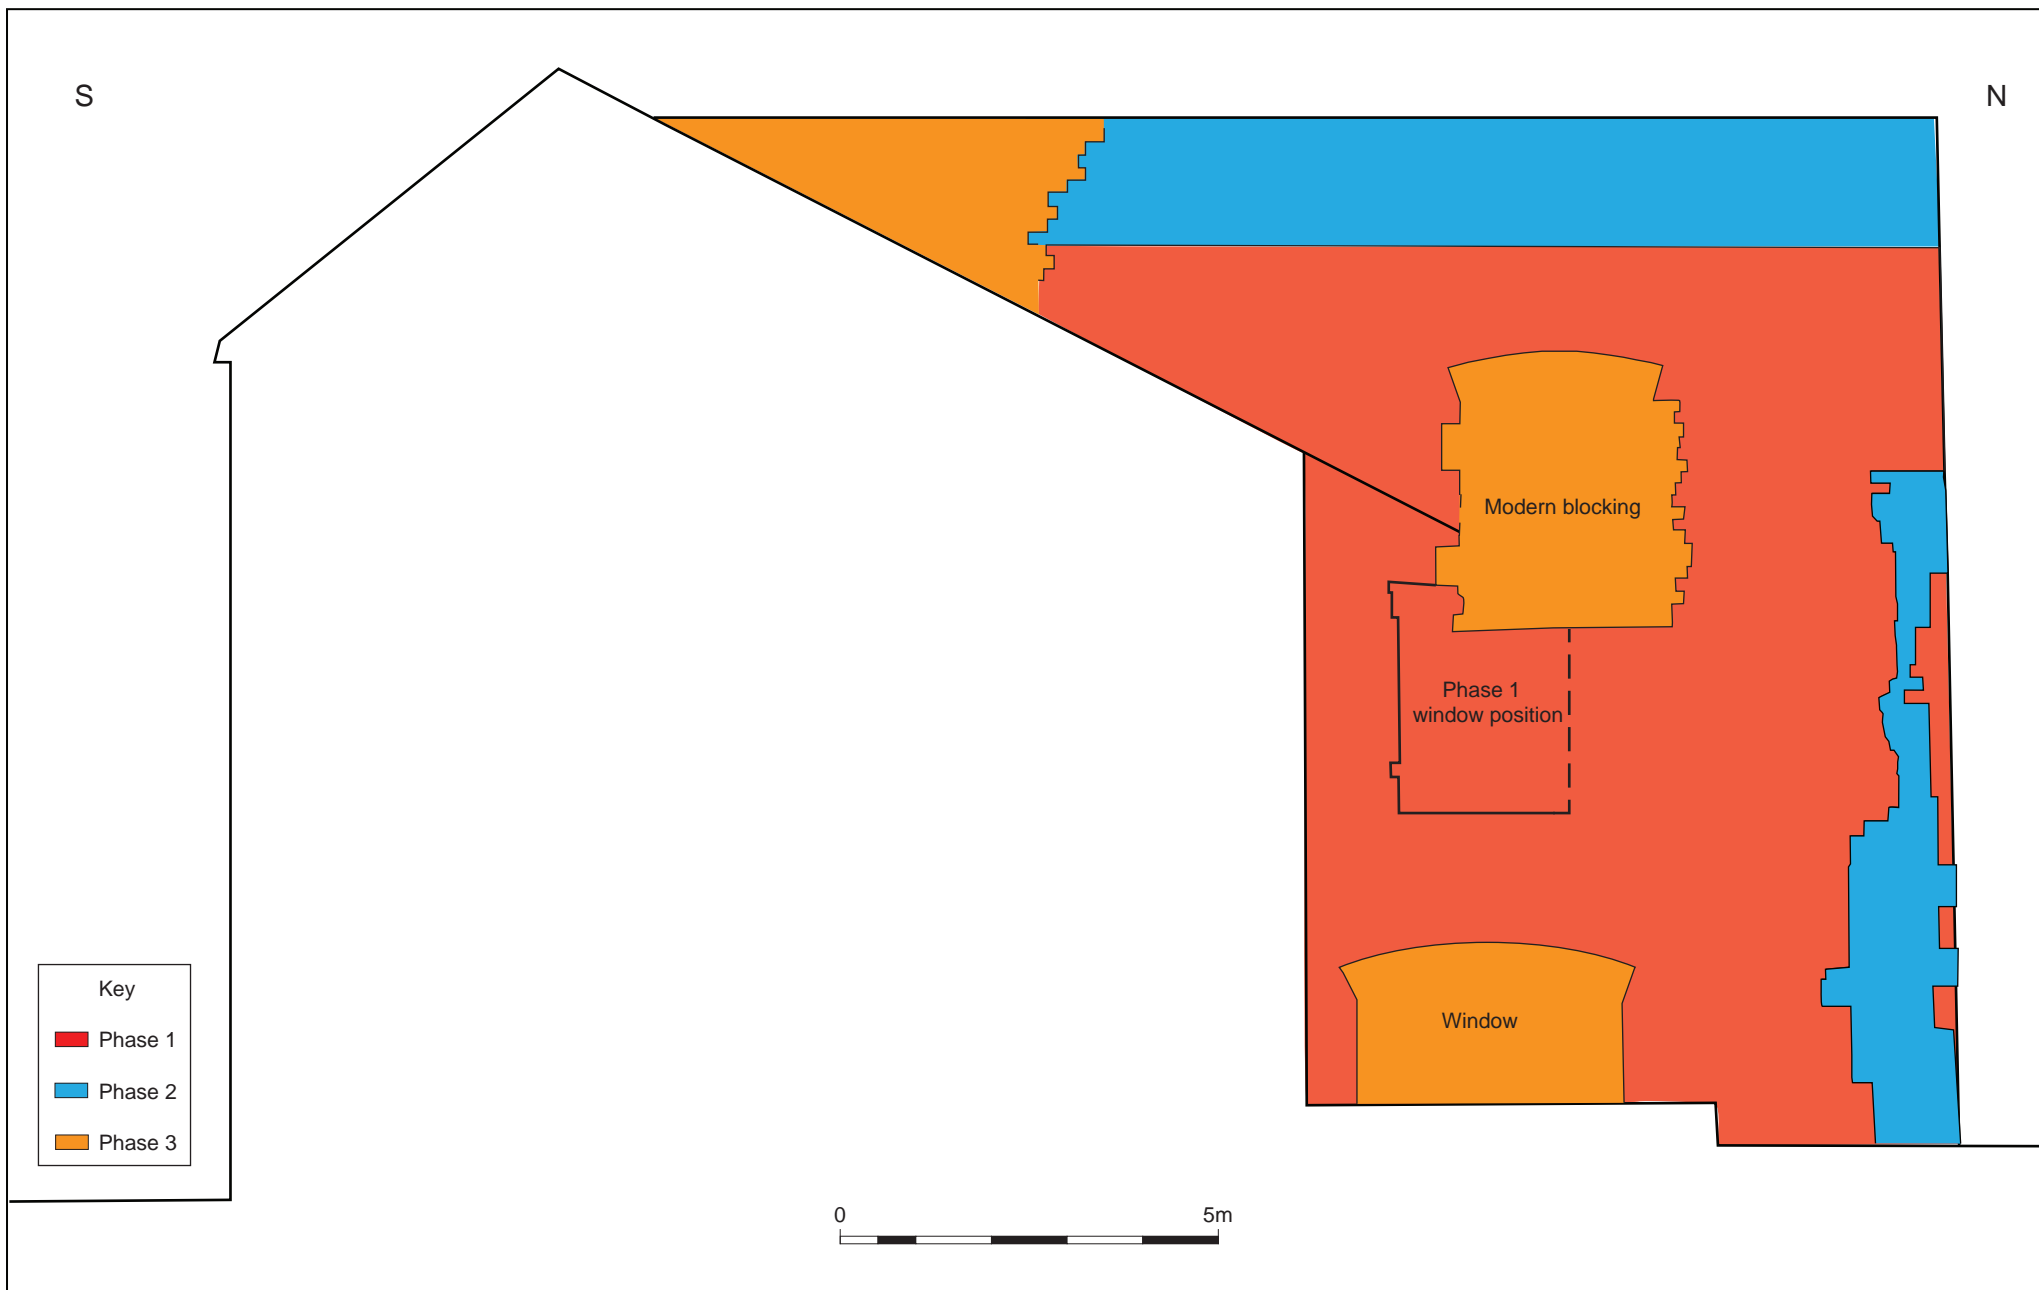 S
N
Modern blocking
Phase 1
window position
Window
Key
Phase 1
Phase 2
Phase 3
0
5m